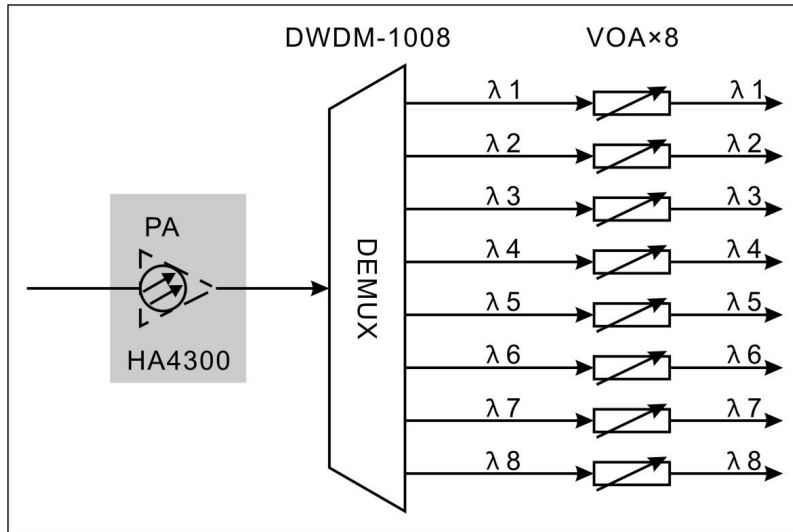 DWDM-1008 VOA×8
λ1 λ1
λ2 λ2
λ3 λ3
PA
λ4 λ4
DEMUX
λ5 λ5
HA4300
λ6 λ6
λ7 λ7
λ8 λ8